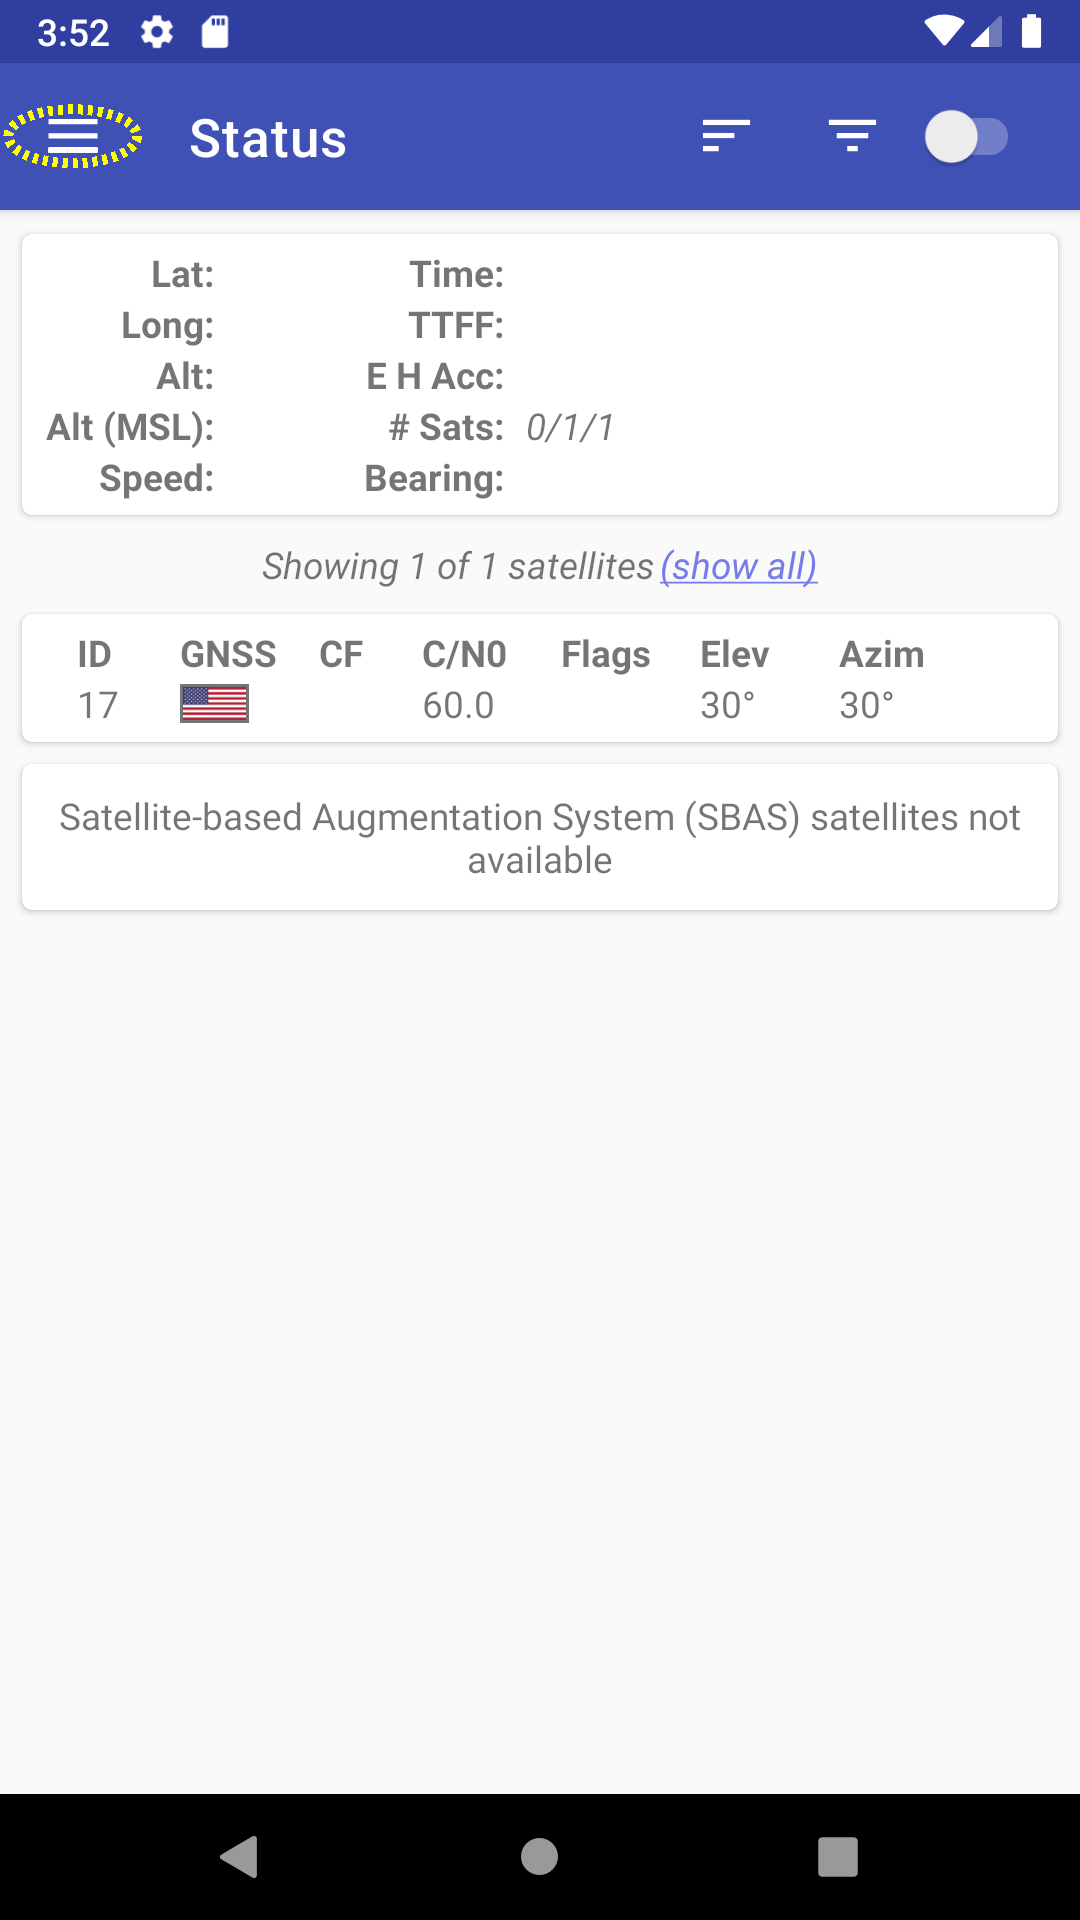 3:52
Status
Lat: Time:
Long: TTFF:
Alt: E H Acc:
Alt (MSL): # Sats: 0/1/1
Speed: Bearing:
Showing 1 of 1 satellites (show all)
ID GNSS CF C/N0 Flags Elev Azim
17 60.0 30° 30°
Satellite-based Augmentation System (SBAS) satellites not
available